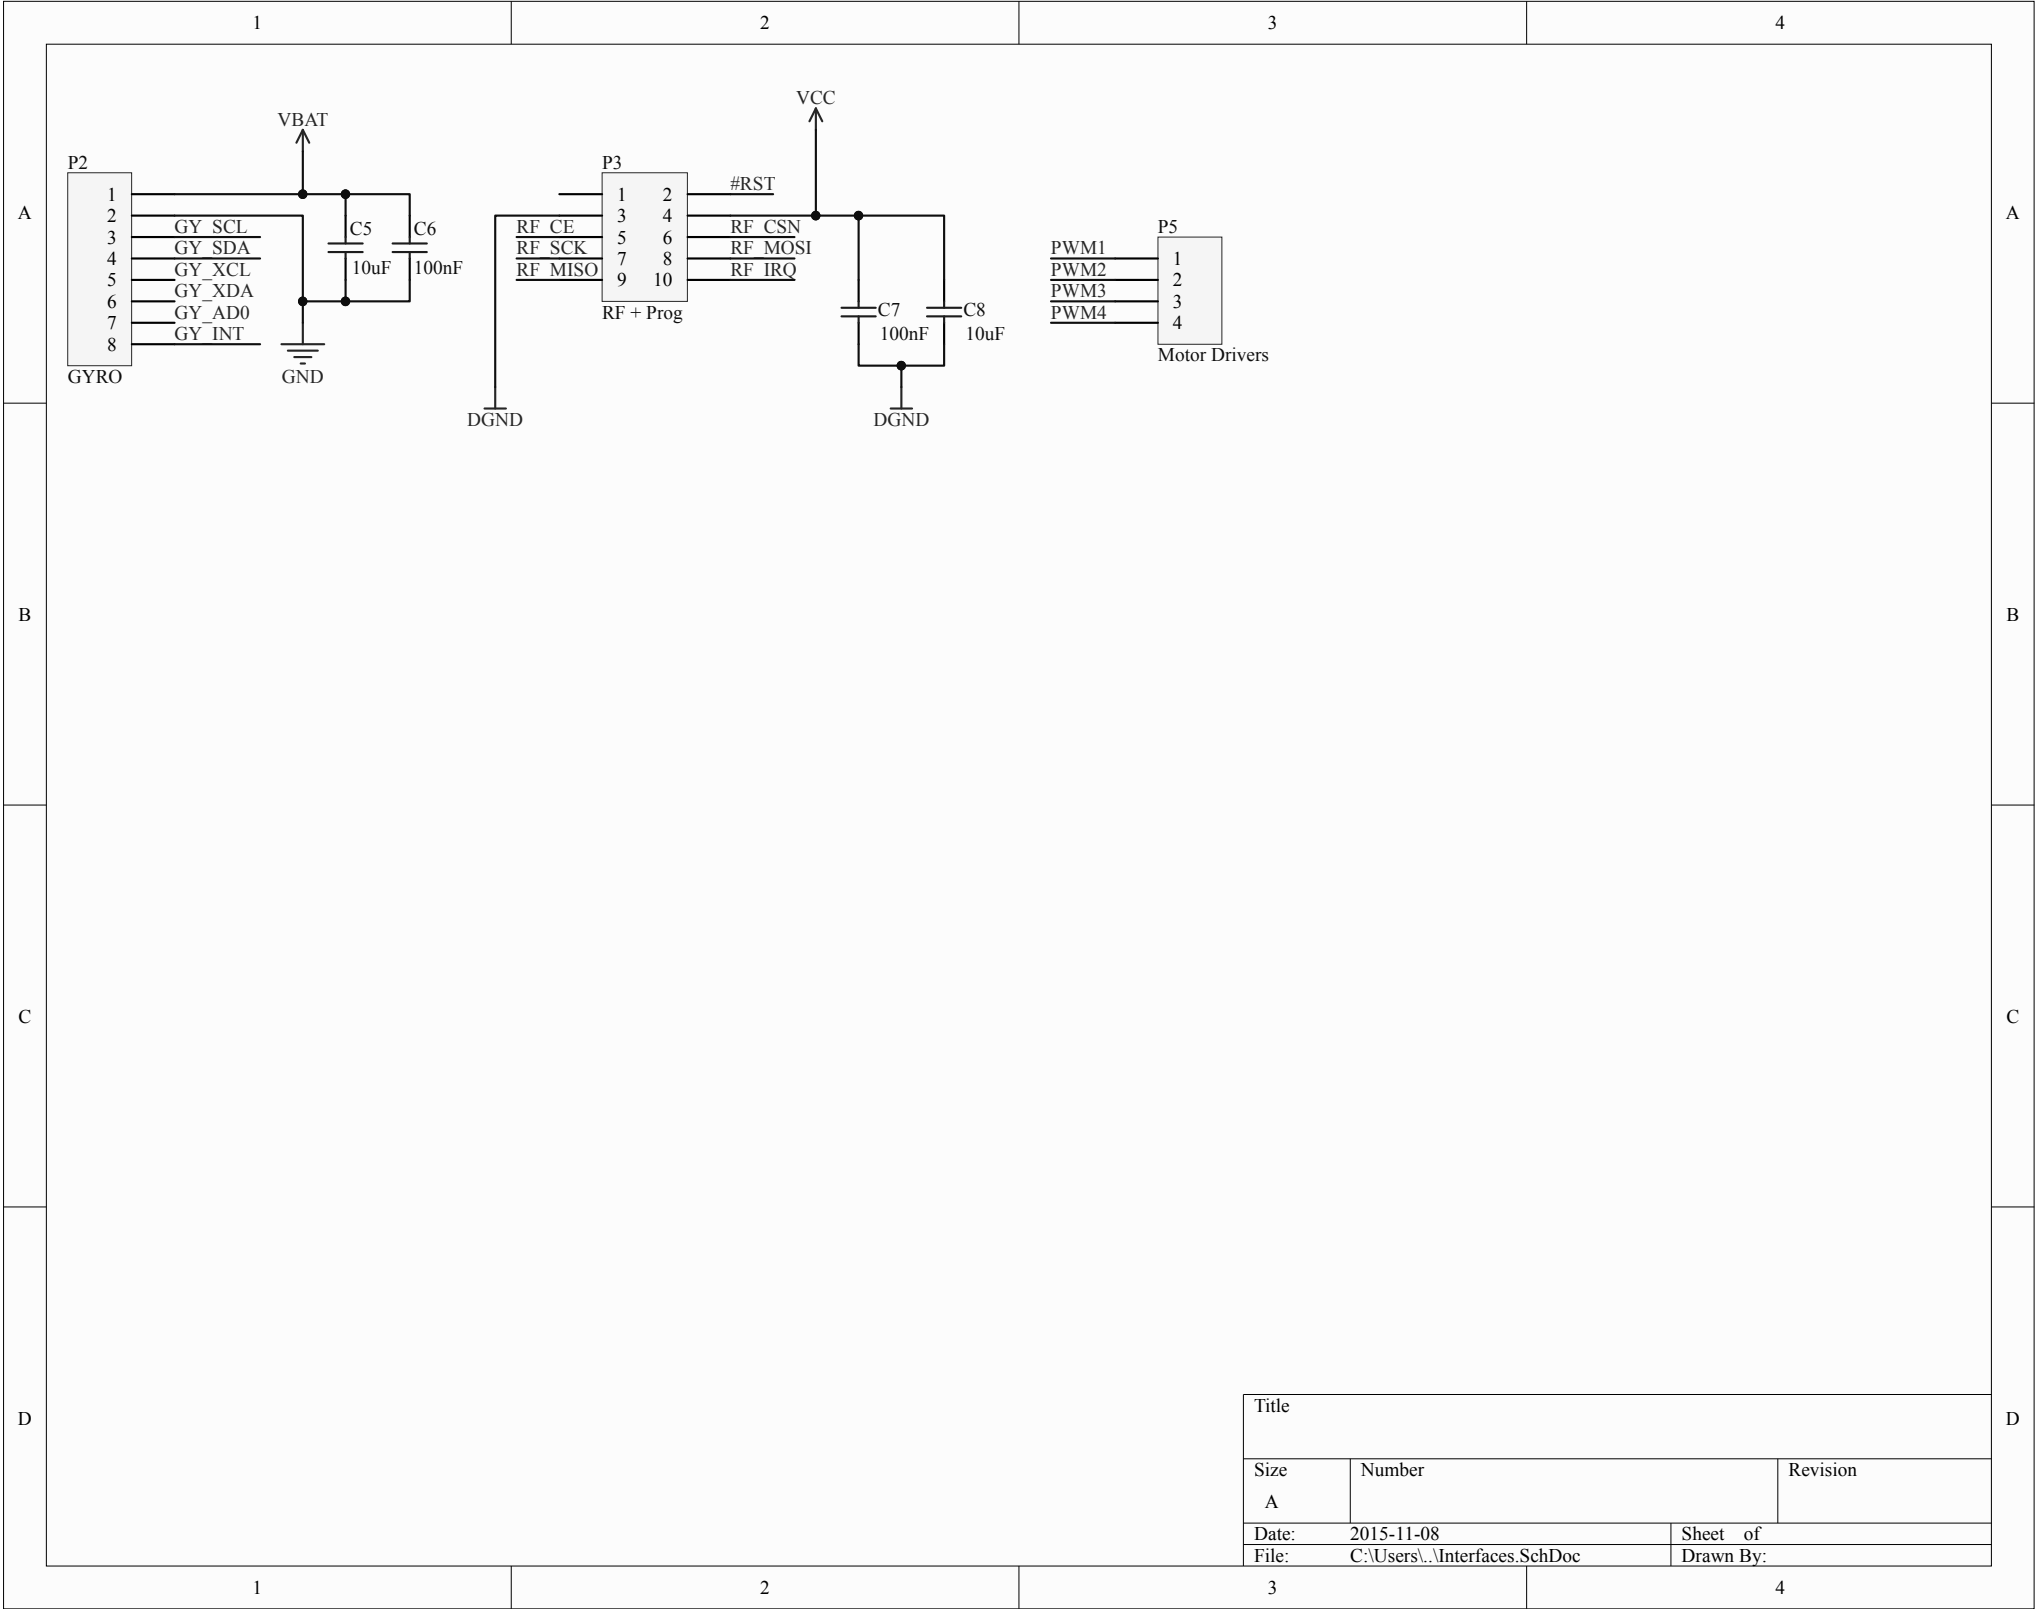 1 2 3 4
A
B
C
D
A
B
C
D
1 2 3 4
VBAT
P2
1
2
3 GY_SCL
4 GY_SDA
5 GY_XCL
6 GY_XDA
7 GY_AD0
8 GY_INT
GYRO
C5
10uF
C6
100nF
GND
VCC
P3
1 2 #RST
3 4
RF_CE 5 6 RF_CSN
RF_SCK 7 8 RF_MOSI
RF_MISO 9 10 RF_IRQ
RF + Prog
C7
100nF
C8
10uF
DGND
DGND
P5
PWM1 1
PWM2 2
PWM3 3
PWM4 4
Motor Drivers
Title
Size Number Revision
A
Date: 2015-11-08 Sheet of
File: C:\Users\..\Interfaces.SchDoc Drawn By: